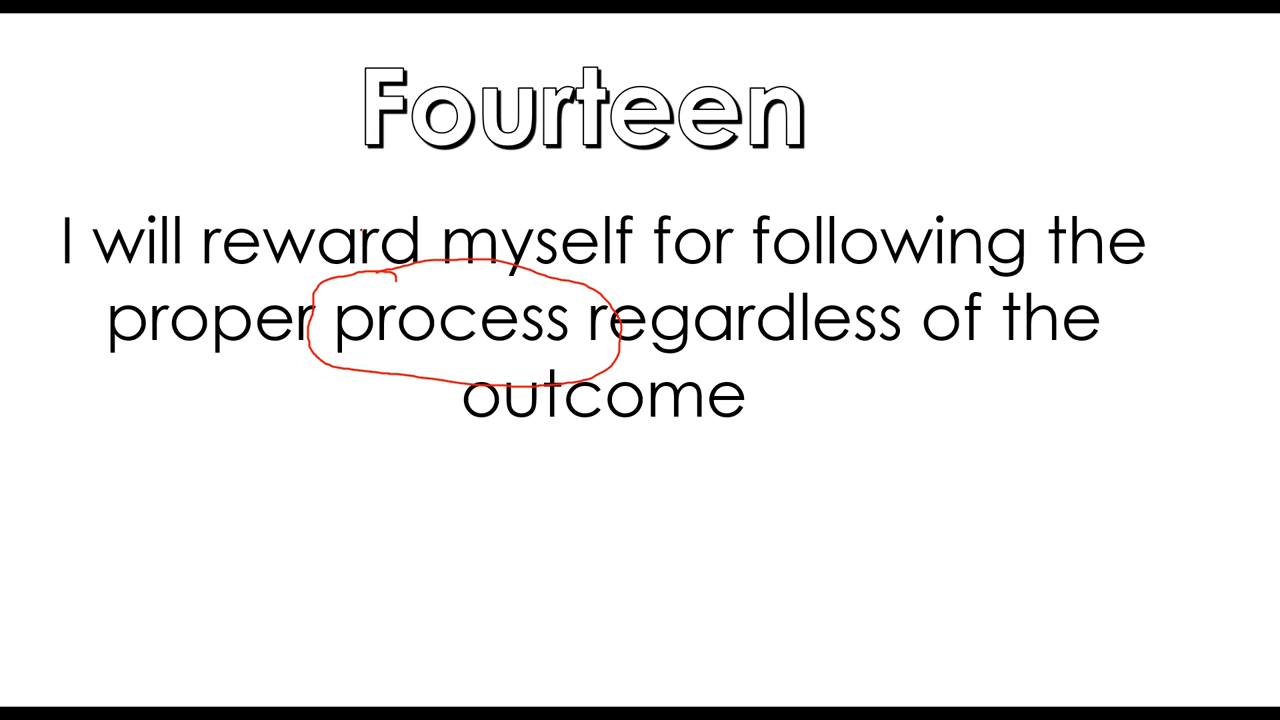 Fourteen
I will reward myself for following the
proper process regardless of the
outcome